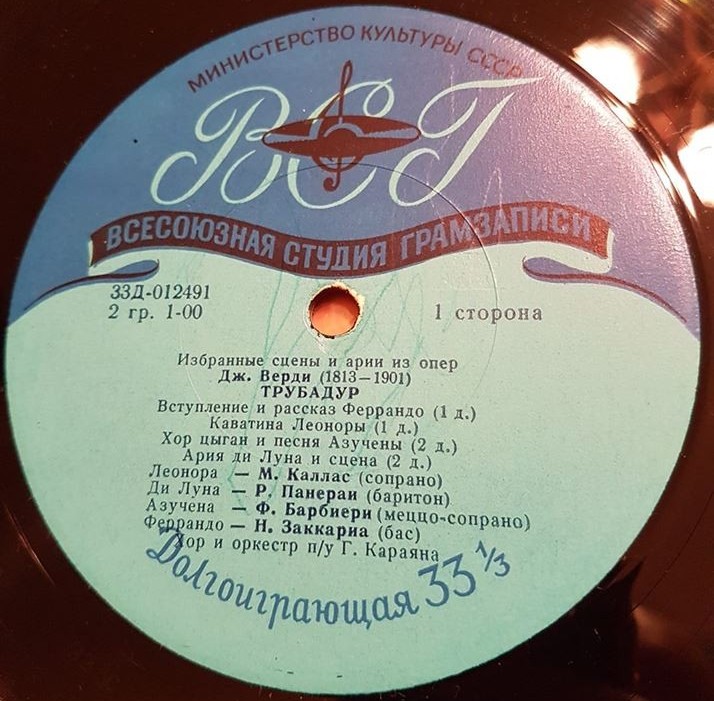 МИНИСТЕРСТВО КУЛЬТУРЫ СССР
ВСГ
ВСЕСОЮЗНАЯ СТУДИЯ ГРАМЗАПИСИ
33Д-012491
2 гр. 1-00
1 сторона
Избранные сцены и арии из опер
Дж. Верди (1813—1901)
ТРУБАДУР
Вступление и рассказ Феррандо (1 д.)
Каватина Леоноры (1 д.)
Хор цыган и песня Азучены (2 д.)
Ария ди Луна и сцена (2 д.)
Леонора — М. Каллас (сопрано)
Ди Луна — Р. Панераи (баритон)
Азучена — Ф. Барбиери (меццо-сопрано)
Феррандо — Н. Заккариа (бас)
Хор и оркестр п/у Г. Караяна
Долгоиграющая 33 1/3